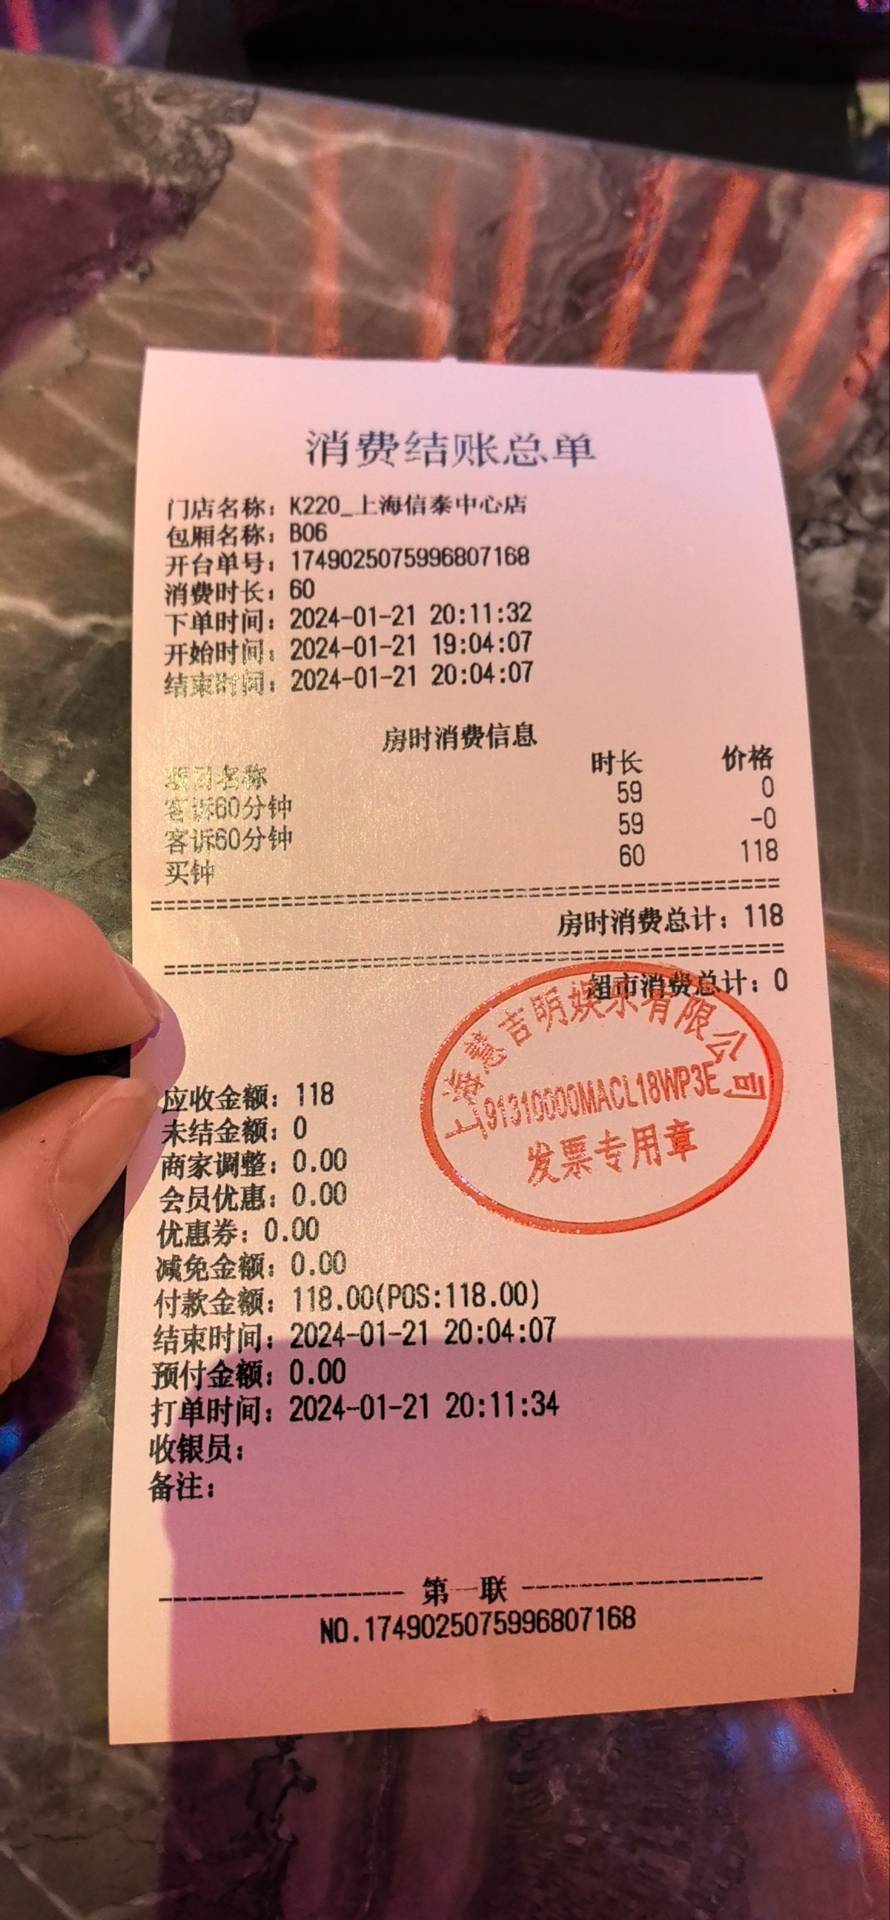 消费结账总单
门店名称：K220_上海信泰中心店
包厢名称：B06
开台单号：1749025075996807168
消费时长：60
下单时间：2024-01-21 20:11:32
开始时间：2024-01-21 19:04:07
结束时间：2024-01-21 20:04:07
房时消费信息
项目名称 时长 价格
客诉60分钟 59 0
客诉60分钟 59 -0
买钟 60 118
房时消费总计：118
超市消费总计：0
上海 吉明娱乐有限公司
91310000MACL18WP3E
发票专用章
应收金额：118
未结金额：0
商家调整：0.00
会员优惠：0.00
优惠券：0.00
减免金额：0.00
付款金额：118.00(POS:118.00)
结束时间：2024-01-21 20:04:07
预付金额：0.00
打单时间：2024-01-21 20:11:34
收银员：
备注：
第一联
NO.1749025075996807168